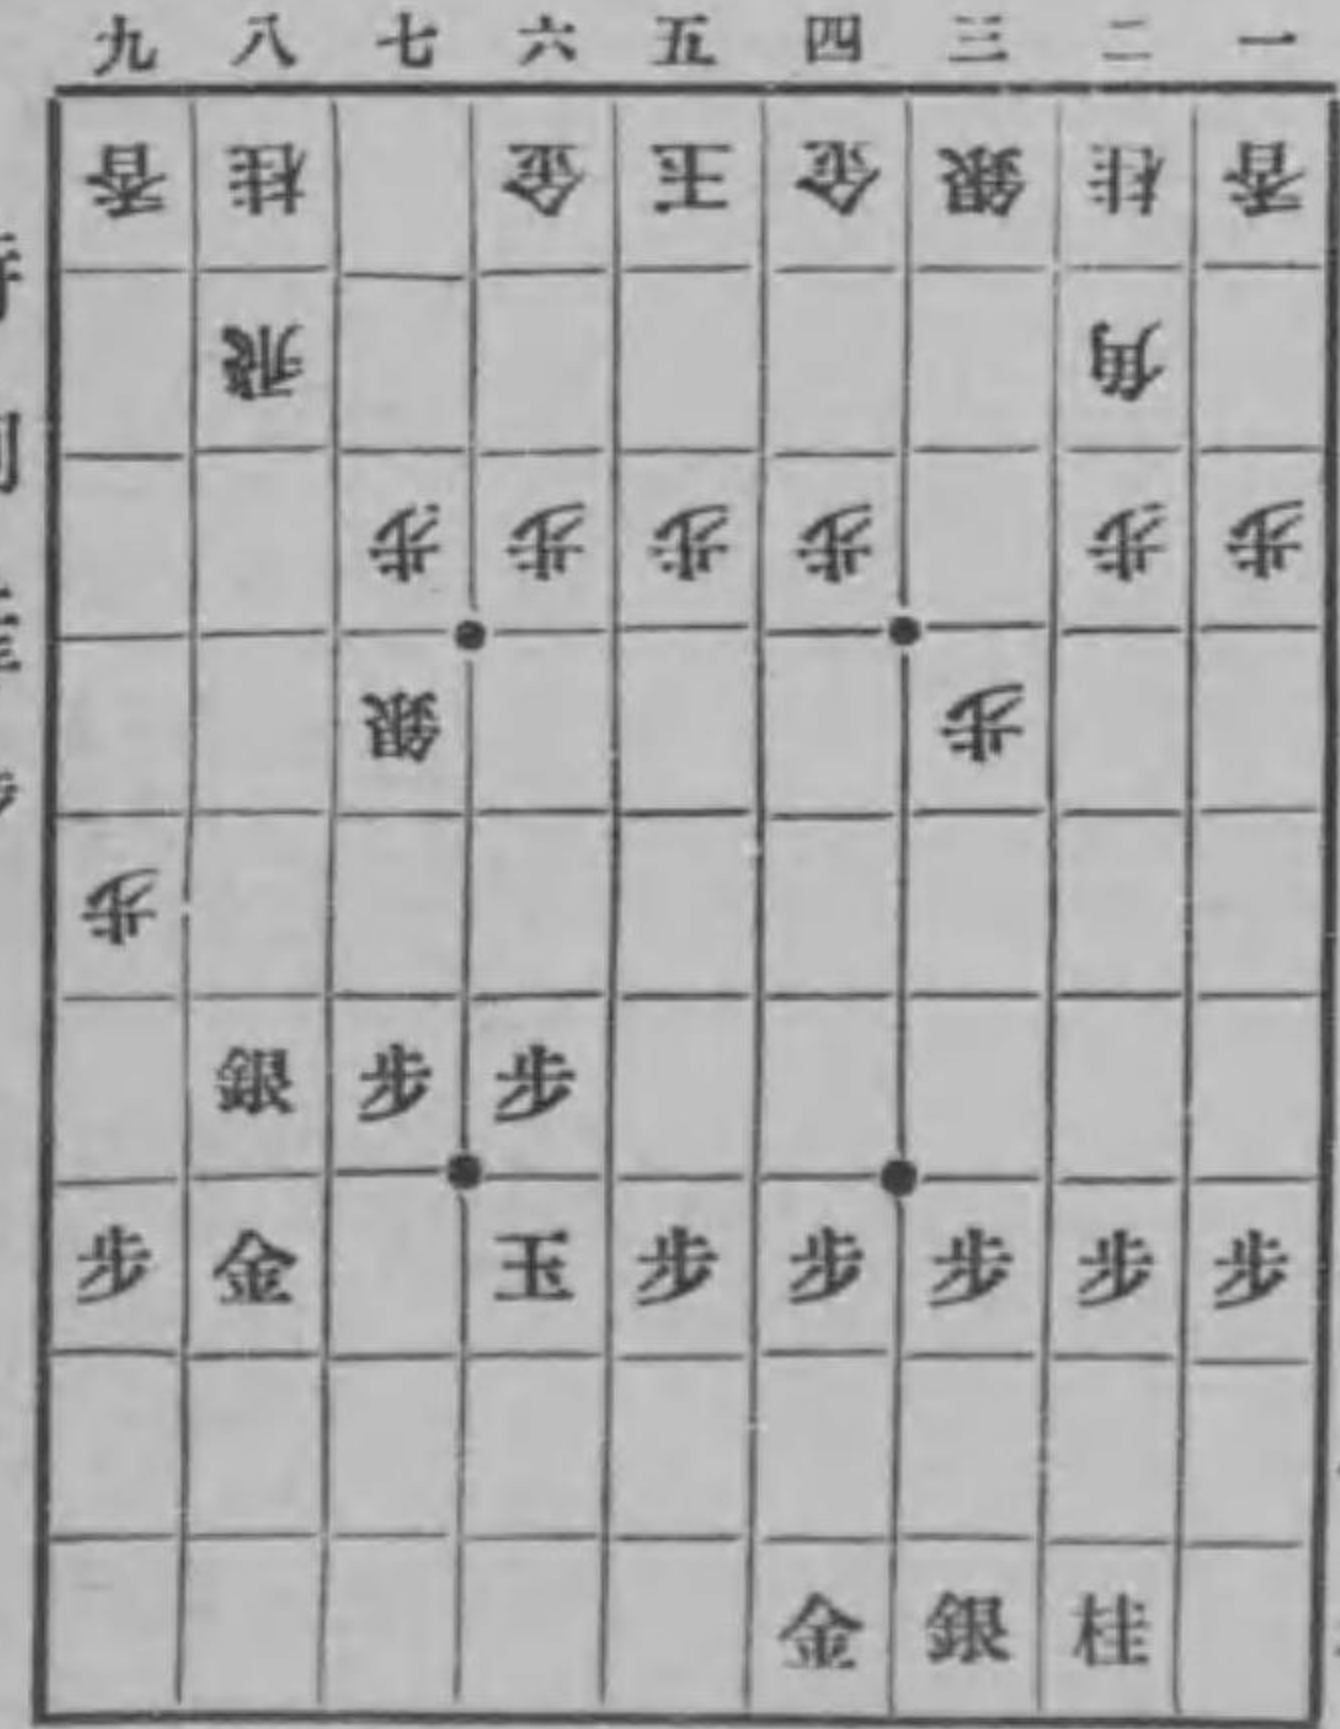 九 八 七 六 五 四 三 二 一
香 桂 金 玉 金 銀 桂 香
飛 角
歩 歩 歩 歩 歩 歩
銀 歩
歩
銀 歩 歩
歩 金 玉 歩 歩 歩 歩 歩
金 銀 桂